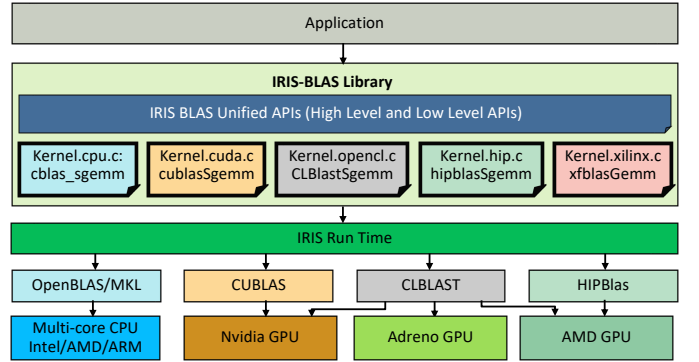 Application
IRIS-BLAS Library
IRIS BLAS Unified APIs (High Level and Low Level APIs)
Kernel.cpu.c:
cblas_sgemm
Kernel.cuda.c
cublasSgemm
Kernel.opencl.c
CLBlastSgemm
Kernel.hip.c
hipblasSgemm
Kernel.xilinx.c
xfblasGemm
IRIS Run Time
OpenBLAS/MKL
CUBLAS
CLBLAST
HIPBlas
Multi-core CPU
Intel/AMD/ARM
Nvidia GPU
Adreno GPU
AMD GPU